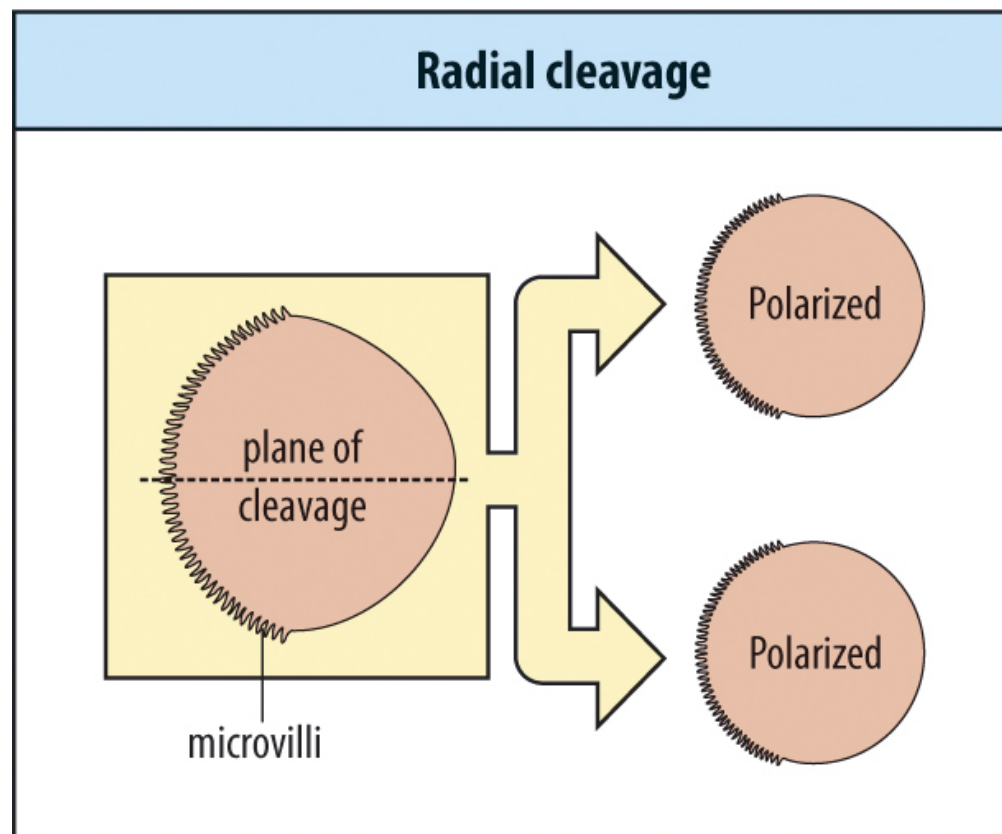 Radial cleavage
plane of
cleavage
microvilli
Polarized
Polarized